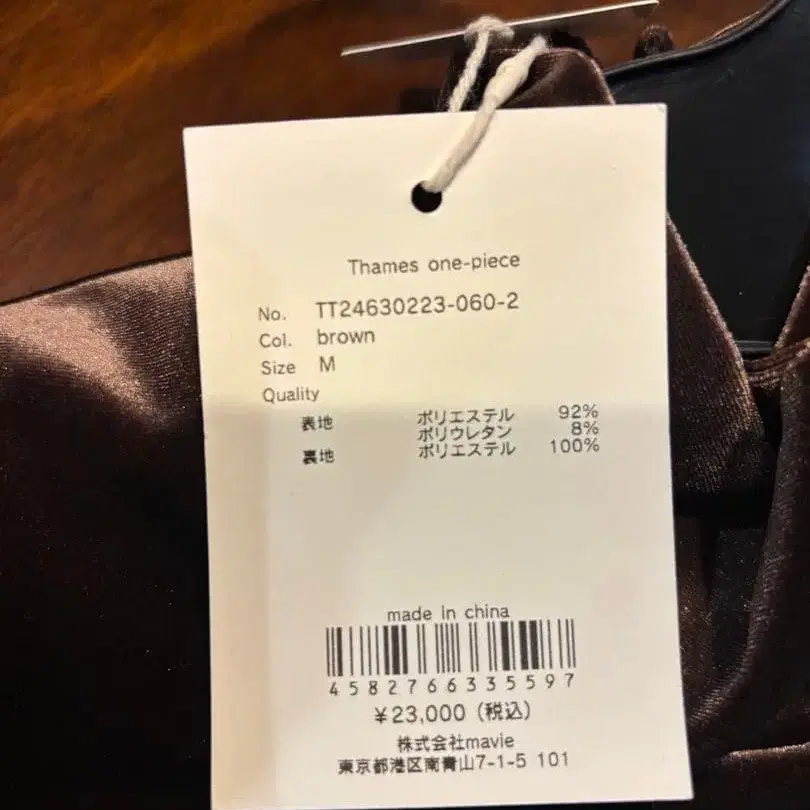 Thames one-piece
No. TT24630223-060-2
Col. brown
Size M
Quality
表地 ポリエステル 92%
ポリウレタン 8%
裏地 ポリエステル 100%
made in china
4582766335597
¥23,000 (税込)
株式会社mavie
東京都港区南青山7-1-5 101